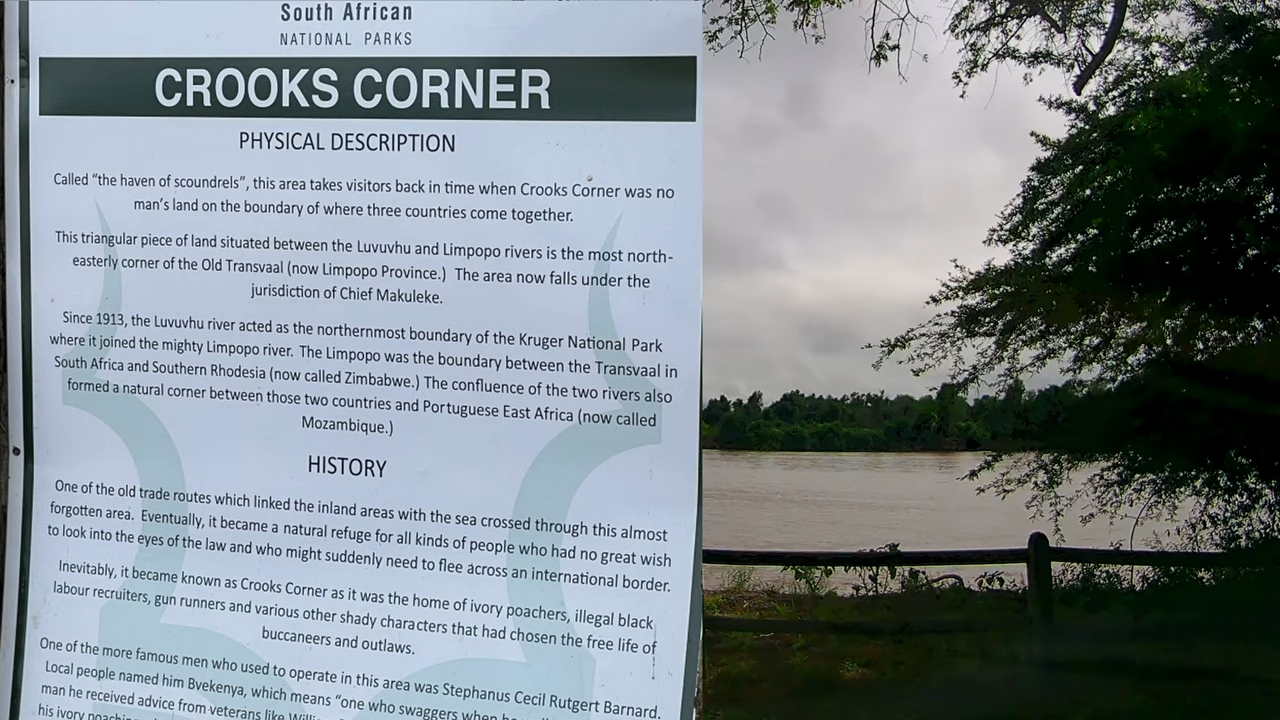 South African
NATIONAL PARKS
CROOKS CORNER
PHYSICAL DESCRIPTION
Called “the haven of scoundrels”, this area takes visitors back in time when Crooks Corner was no
man’s land on the boundary of where three countries come together.
This triangular piece of land situated between the Luvuvhu and Limpopo rivers is the most north-
easterly corner of the Old Transvaal (now Limpopo Province.) The area now falls under the
jurisdiction of Chief Makuleke.
Since 1913, the Luvuvhu river acted as the northernmost boundary of the Kruger National Park
where it joined the mighty Limpopo river. The Limpopo was the boundary between the Transvaal in
South Africa and Southern Rhodesia (now called Zimbabwe.) The confluence of the two rivers also
formed a natural corner between those two countries and Portuguese East Africa (now called
Mozambique.)
HISTORY
One of the old trade routes which linked the inland areas with the sea crossed through this almost
forgotten area. Eventually, it became a natural refuge for all kinds of people who had no great wish
to look into the eyes of the law and who might suddenly need to flee across an international border.
Inevitably, it became known as Crooks Corner as it was the home of ivory poachers, illegal black
labour recruiters, gun runners and various other shady characters that had chosen the free life of
buccaneers and outlaws.
One of the more famous men who used to operate in this area was Stephanus Cecil Rutgert Barnard.
Local people named him Bvekenya, which means “one who swaggers when he
man he received advice from veterans like
his ivory